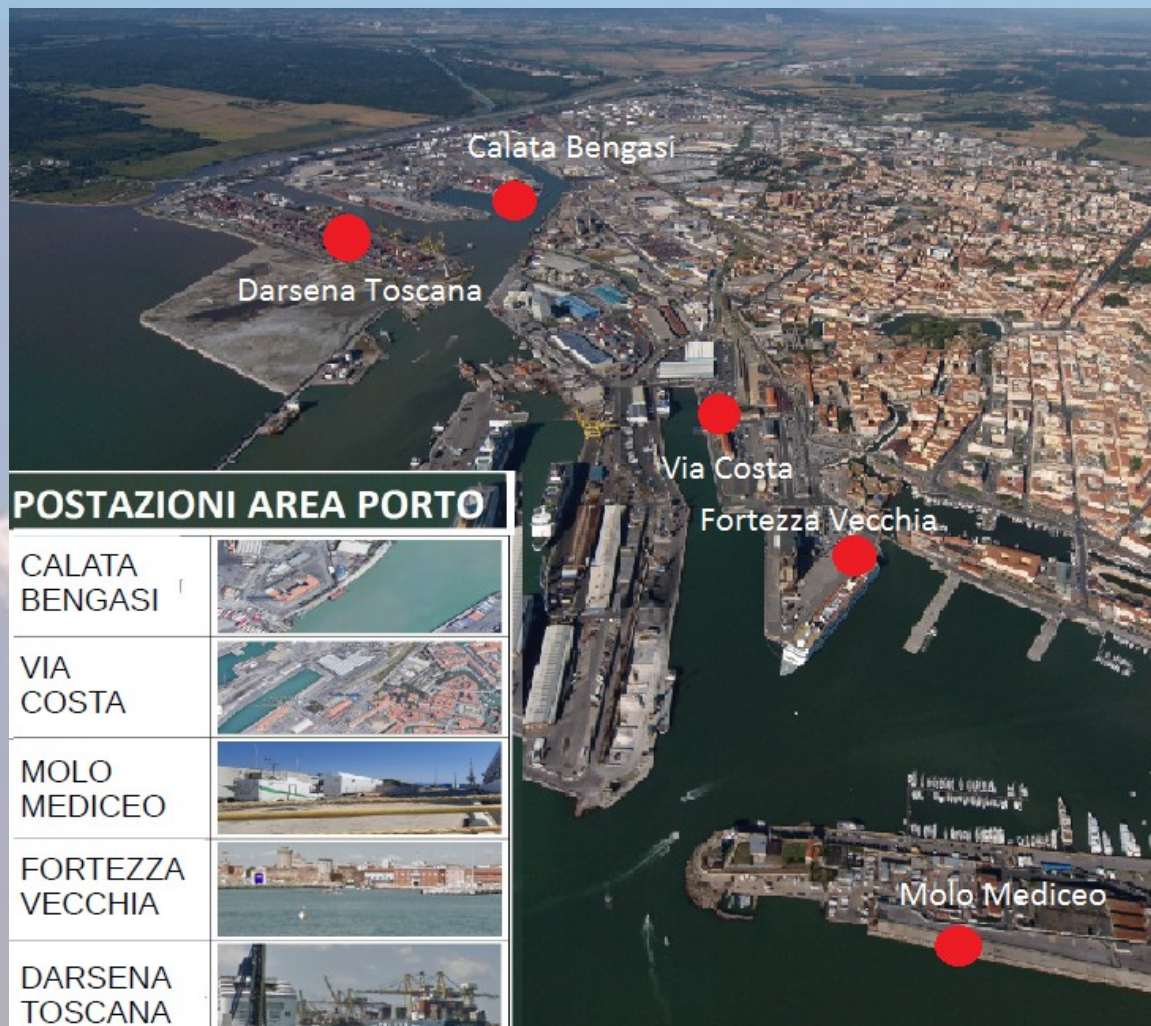 Calata Bengasi
Darsena Toscana
Via Costa
Fortezza Vecchia
Molo Mediceo
POSTAZIONI AREA PORTO
CALATA
BENGASI
VIA
COSTA
MOLO
MEDICEO
FORTEZZA
VECCHIA
DARSENA
TOSCANA